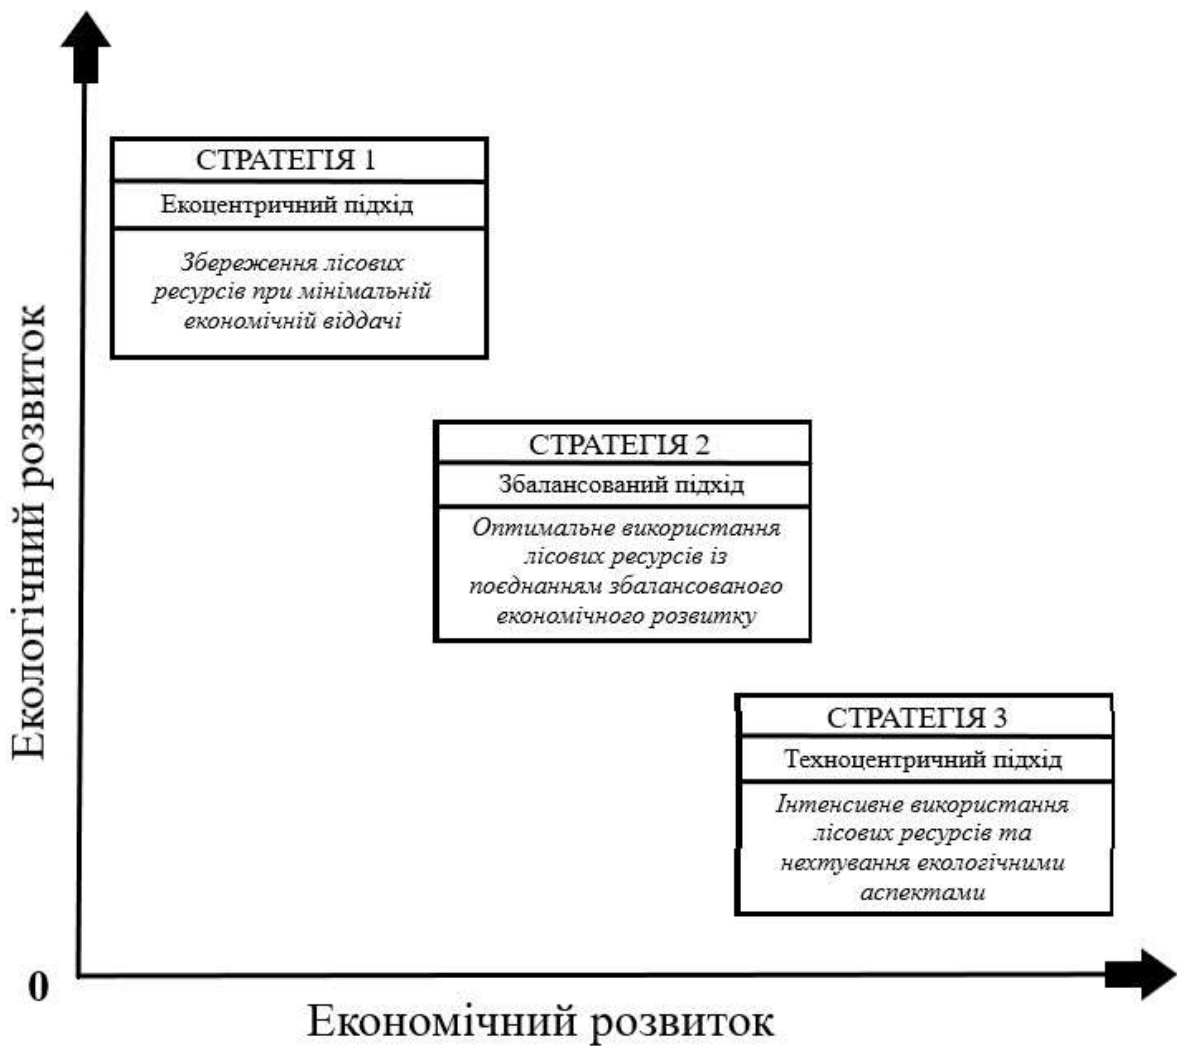 Екологічний розвиток
СТРАТЕГІЯ 1
Екоцентричний підхід
Збереження лісових
ресурсів при мінімальній
економічній віддачі
СТРАТЕГІЯ 2
Збалансований підхід
Оптимальне використання
лісових ресурсів із
поєднанням збалансованого
економічного розвитку
СТРАТЕГІЯ 3
Техноцентричний підхід
Інтенсивне використання
лісових ресурсів та
нехтування екологічними
аспектами
0
Економічний розвиток